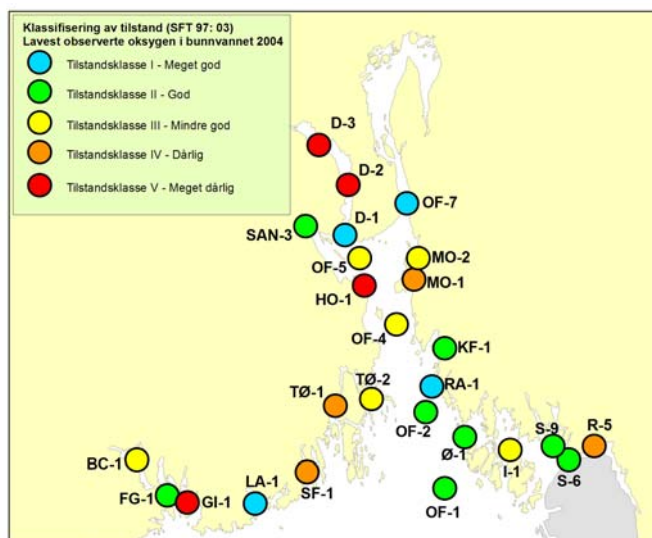 Klassifisering av tilstand (SFT 97: 03)
Lavest observerte oksygen i bunnvannet 2004
Tilstandsklasse I - Meget god
Tilstandsklasse II - God
Tilstandsklasse III - Mindre god
Tilstandsklasse IV - Dårlig
Tilstandsklasse V - Meget dårlig
D-3
D-2
OF-7
D-1
SAN-3
OF-5
MO-2
MO-1
HO-1
OF-4
KF-1
TØ-2
RA-1
TØ-1
OF-2
Ø-1
S-9
R-5
BC-1
I-1
S-6
LA-1
SF-1
FG-1
GI-1
OF-1